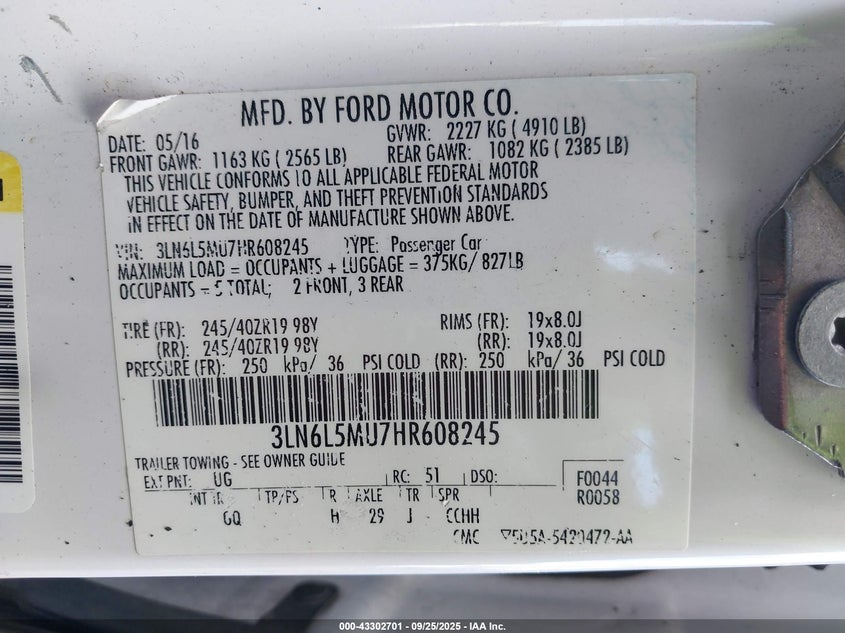 MFD. BY FORD MOTOR CO.
DATE: 05/16 GVWR: 2227 KG ( 4910 LB)
FRONT GAWR: 1163 KG ( 2565 LB) REAR GAWR: 1082 KG ( 2385 LB)
THIS VEHICLE CONFORMS TO ALL APPLICABLE FEDERAL MOTOR
VEHICLE SAFETY, BUMPER, AND THEFT PREVENTION STANDARDS
IN EFFECT ON THE DATE OF MANUFACTURE SHOWN ABOVE.
VIN: 3LN6L5MU7HR608245 TYPE: Passenger Car
MAXIMUM LOAD = OCCUPANTS + LUGGAGE = 375KG/ 827LB
OCCUPANTS = 5 TOTAL; 2 FRONT, 3 REAR
TIRE (FR): 245/40ZR19 98Y RIMS (FR): 19x8.0J
(RR): 245/40ZR19 98Y (RR): 19x8.0J
PRESSURE (FR): 250 kPa/ 36 PSI COLD (RR): 250 kPa/ 36 PSI COLD
3LN6L5MU7HR608245
TRAILER TOWING - SEE OWNER GUIDE
EXT PNT: UG RC: 51 DSO: F0044
INT TR TP/PS R AXLE TR SPR R0058
GQ H 29 J CCHH
000-43302701 - 09/25/2025 - IAA Inc.